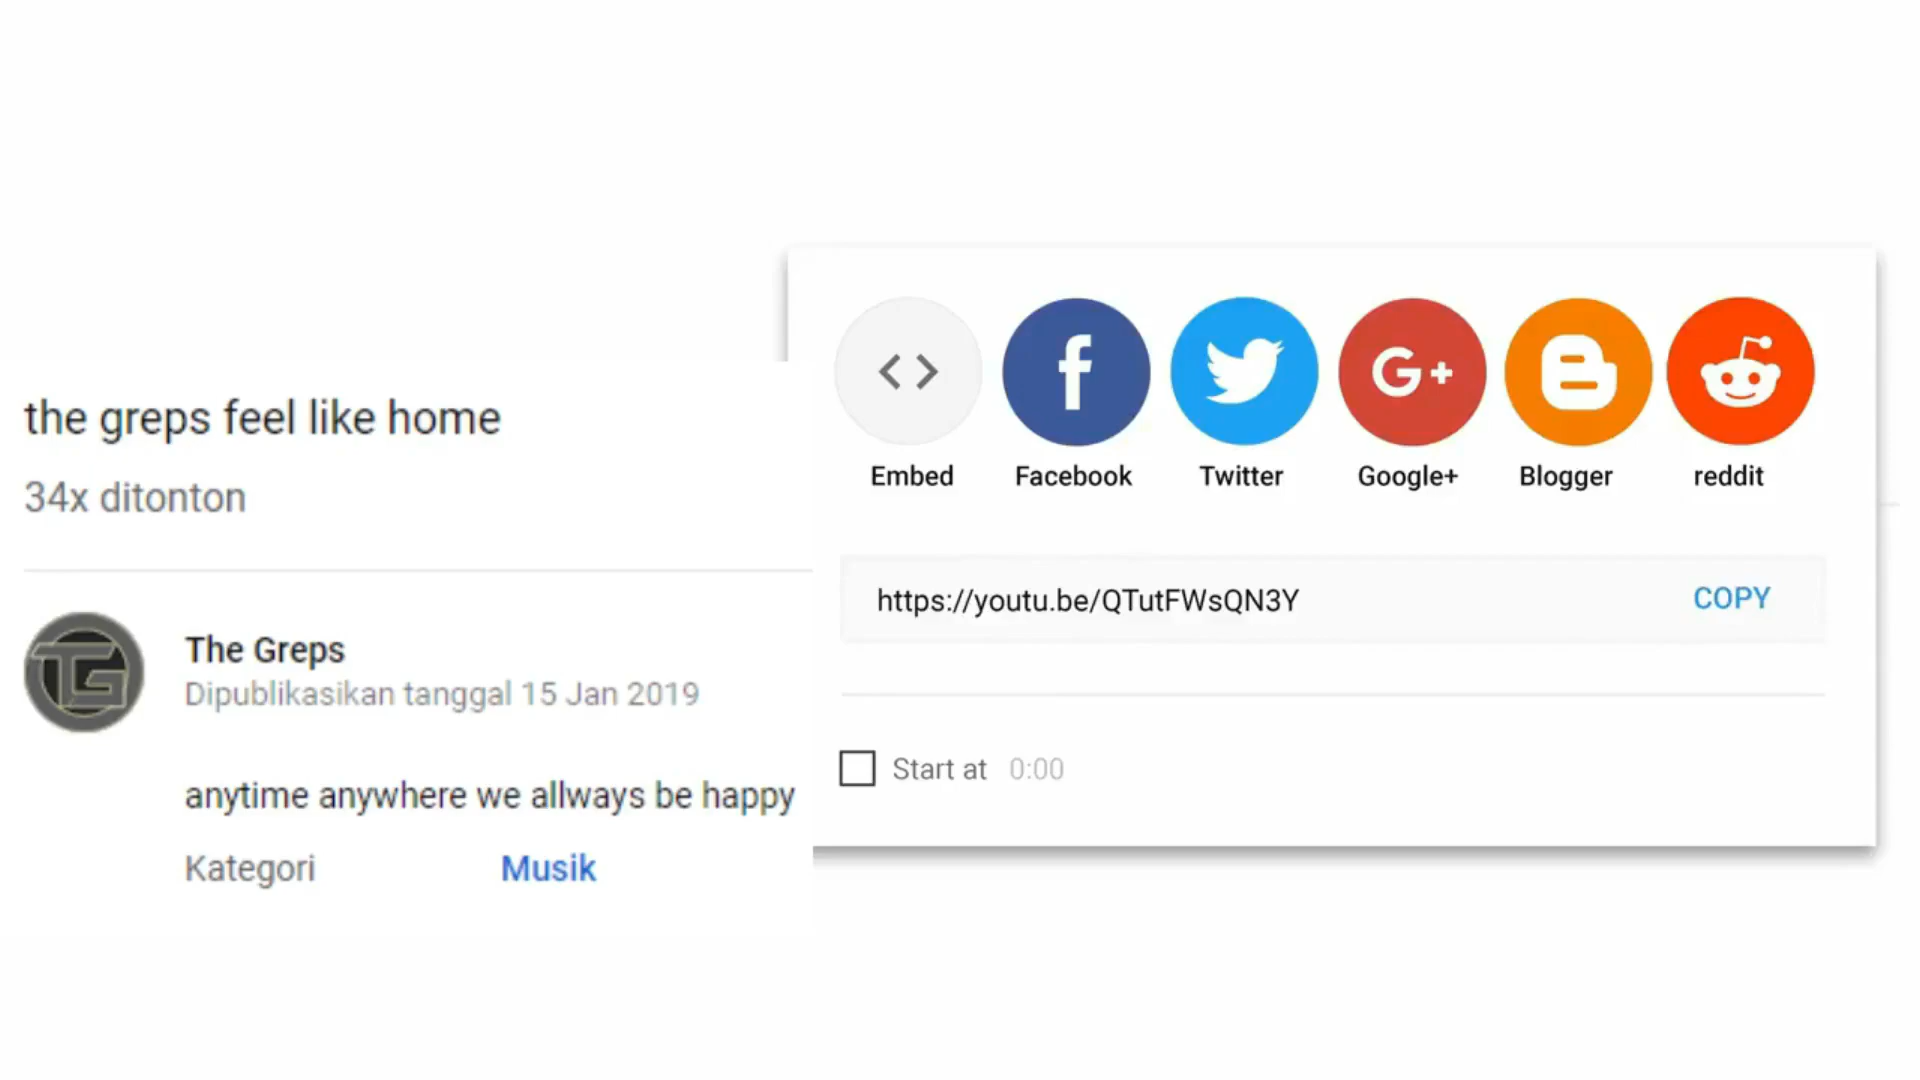 the greps feel like home
34x ditonton
TG
The Greps
Dipublikasikan tanggal 15 Jan 2019
anytime anywhere we allways be happy
Kategori Musik
Embed Facebook Twitter Google+ Blogger reddit
https://youtu.be/QTutFWsQN3Y COPY
Start at 0:00